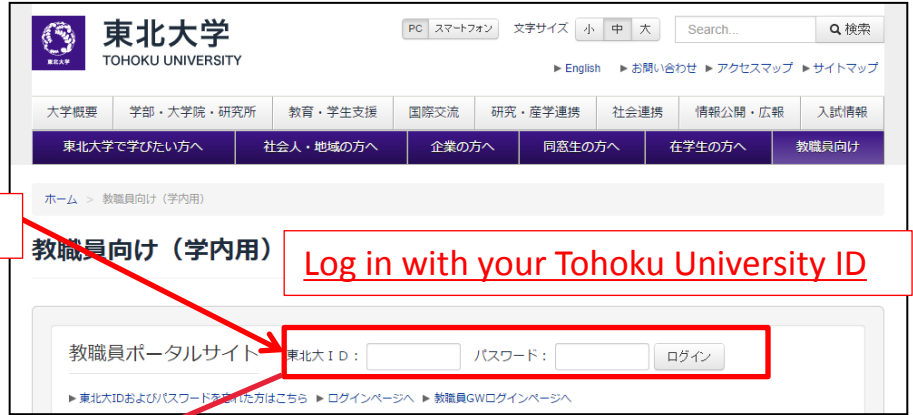 東北大学
TOHOKU UNIVERSITY
東北大学
PC スマートフォン 文字サイズ 小 中 大 Search... 検索
▶ English ▶ お問い合わせ ▶ アクセスマップ ▶ サイトマップ
大学概要 学部・大学院・研究所 教育・学生支援 国際交流 研究・産学連携 社会連携 情報公開・広報 入試情報
東北大学で学びたい方へ 社会人・地域の方へ 企業の方へ 同窓生の方へ 在学生の方へ 教職員向け
ホーム > 教職員向け（学内用）
教職員向け（学内用）
Log in with your Tohoku University ID
教職員ポータルサイト 東北大ＩＤ： パスワード： ログイン
▶ 東北大IDおよびパスワードを忘れた方はこちら ▶ ログインページへ ▶ 教職員GWログインページへ